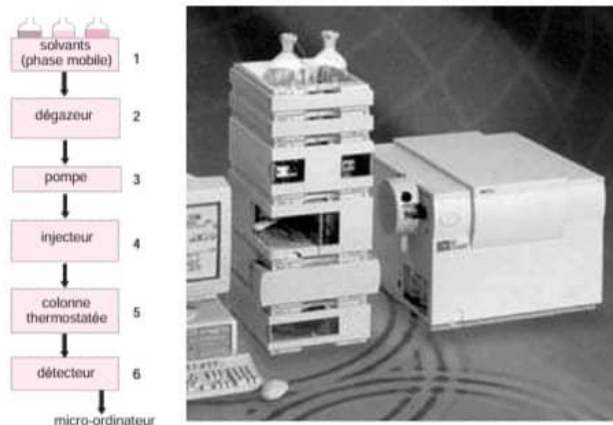 solvants
(phase mobile) 1
dégazeur 2
pompe 3
injecteur 4
colonne
thermostatée 5
détecteur 6
micro-ordinateur